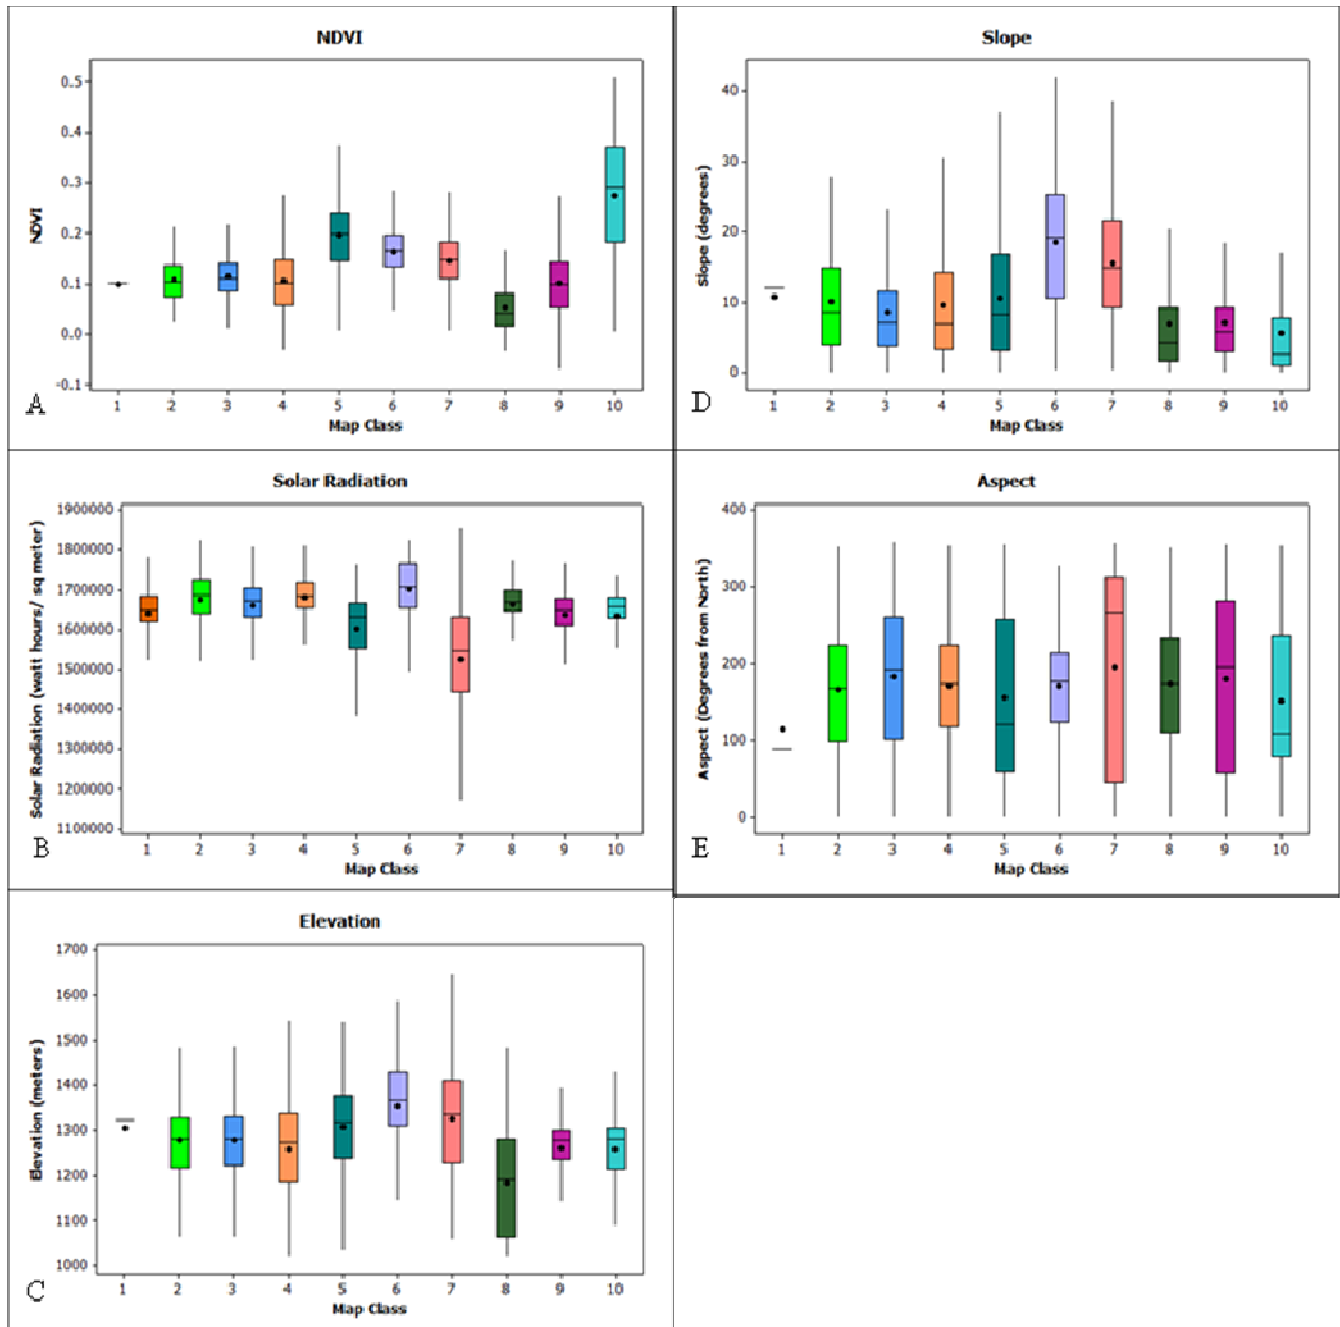 NDVI
0.5
0.4
0.3
0.2
0.1
0.0
-0.1
NDVI
1 2 3 4 5 6 7 8 9 10
Map Class
A
Slope
40
30
20
10
0
Slope (degrees)
1 2 3 4 5 6 7 8 9 10
Map Class
D
Solar Radiation
1900000
1800000
1700000
1600000
1500000
1400000
1300000
1200000
1100000
Solar Radiation (watt hours/ sq meter)
1 2 3 4 5 6 7 8 9 10
Map Class
B
Aspect
400
300
200
100
0
Aspect (Degrees from North)
1 2 3 4 5 6 7 8 9 10
Map Class
E
Elevation
1700
1600
1500
1400
1300
1200
1100
1000
Elevation (meters)
1 2 3 4 5 6 7 8 9 10
Map Class
C